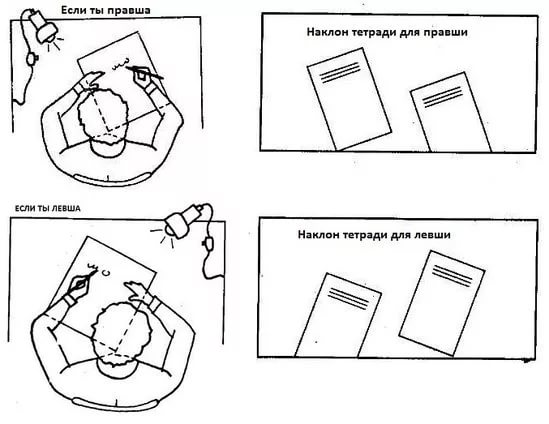 Если ты правша
Наклон тетради для правши
ЕСЛИ ТЫ ЛЕВША
Наклон тетради для левши